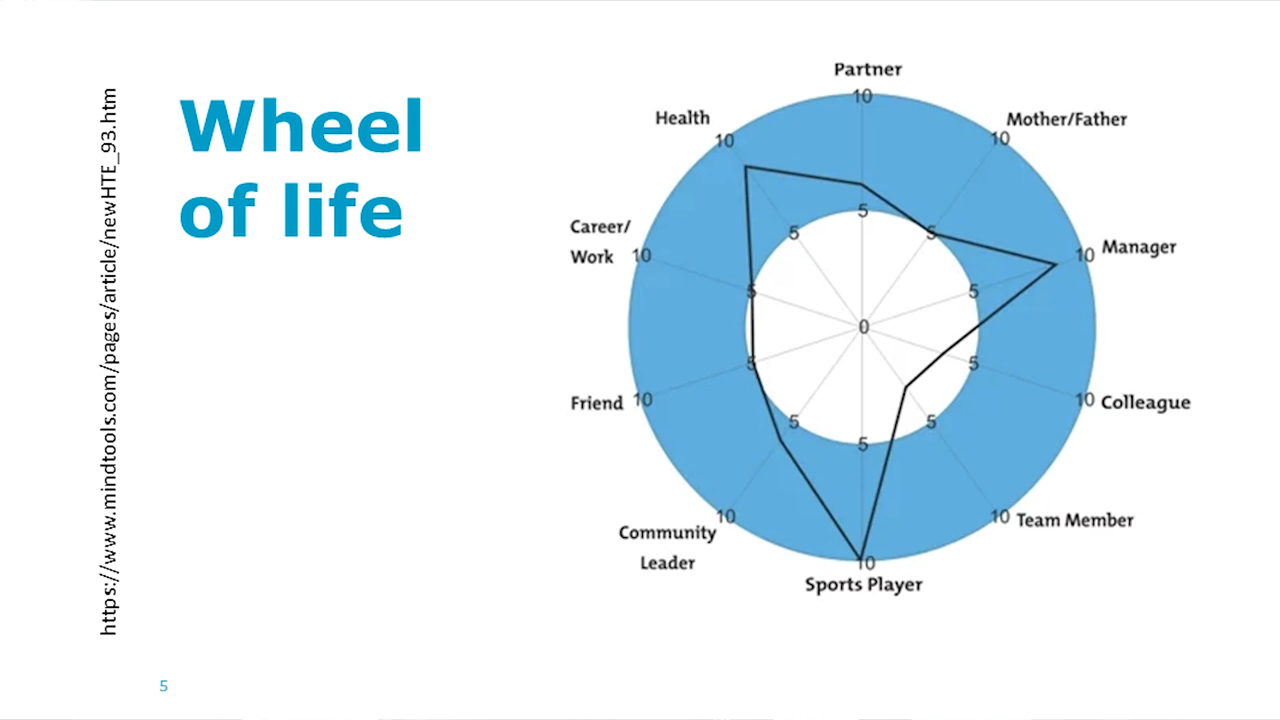 https://www.mindtools.com/pages/article/newHTE_93.htm
Wheel
of life
Partner
10
Health
10
Mother/Father
10
Career/
Work
10
Manager
10
5
5
5
5
5
0
5
5
5
5
5
Friend
10
Colleague
10
Community
Leader
10
Team Member
10
10
Sports Player
5